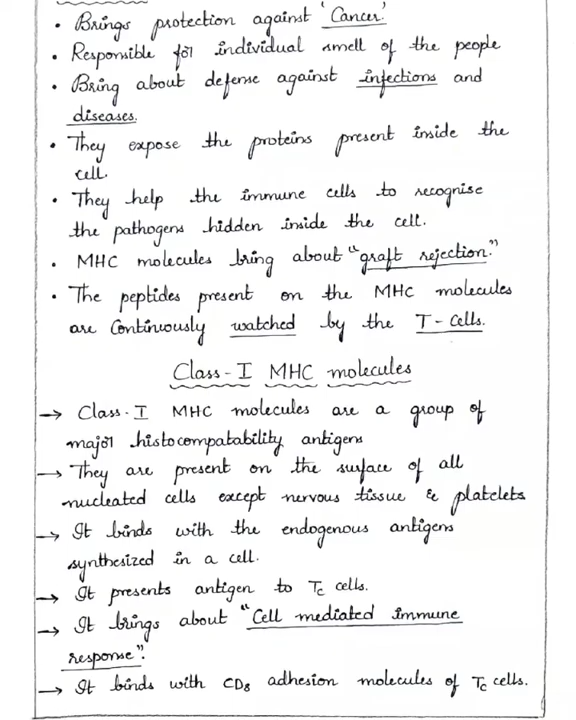 • Brings protection against 'Cancer.'
• Responsible for individual smell of the people
• Bring about defense against infections and
diseases.
• They expose the proteins present inside the
cell.
• They help the immune cells to recognise
the pathogens hidden inside the cell.
• MHC molecules bring about "graft rejection."
• The peptides present on the MHC molecules
are Continuously watched by the T-Cells.
Class-I MHC molecules
→ Class-I MHC molecules are a group of
major histocompatability antigens
→ They are present on the surface of all
nucleated cells except nervous tissue & platelets
→ It binds with the endogenous antigens
synthesized in a cell.
→ It presents antigen to Tc cells.
→ It brings about "Cell mediated immune
response".
→ It binds with CD8 adhesion molecules of Tc cells.